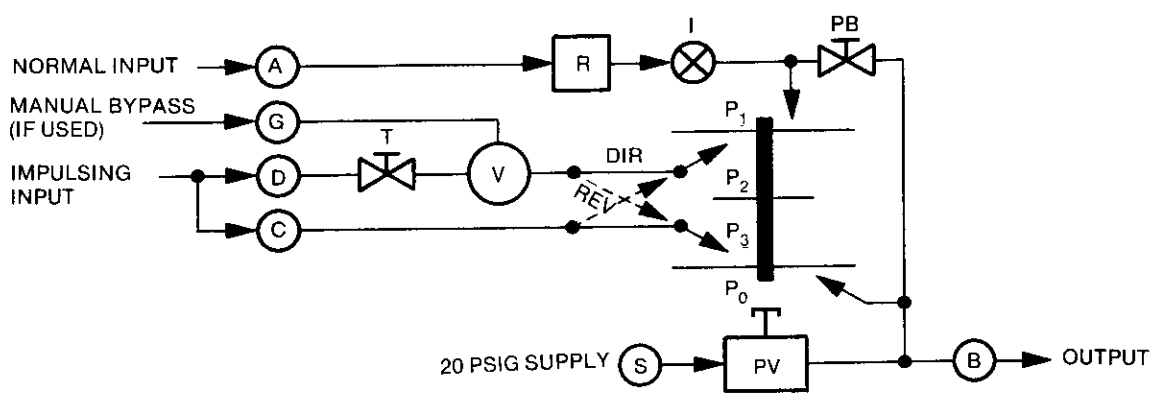 I
PB
NORMAL INPUT
A
R
MANUAL BYPASS
(IF USED)
G
P1
T
DIR
IMPULSING
INPUT
D
V
REV
P2
C
P3
P0
20 PSIG SUPPLY
S
PV
B
OUTPUT